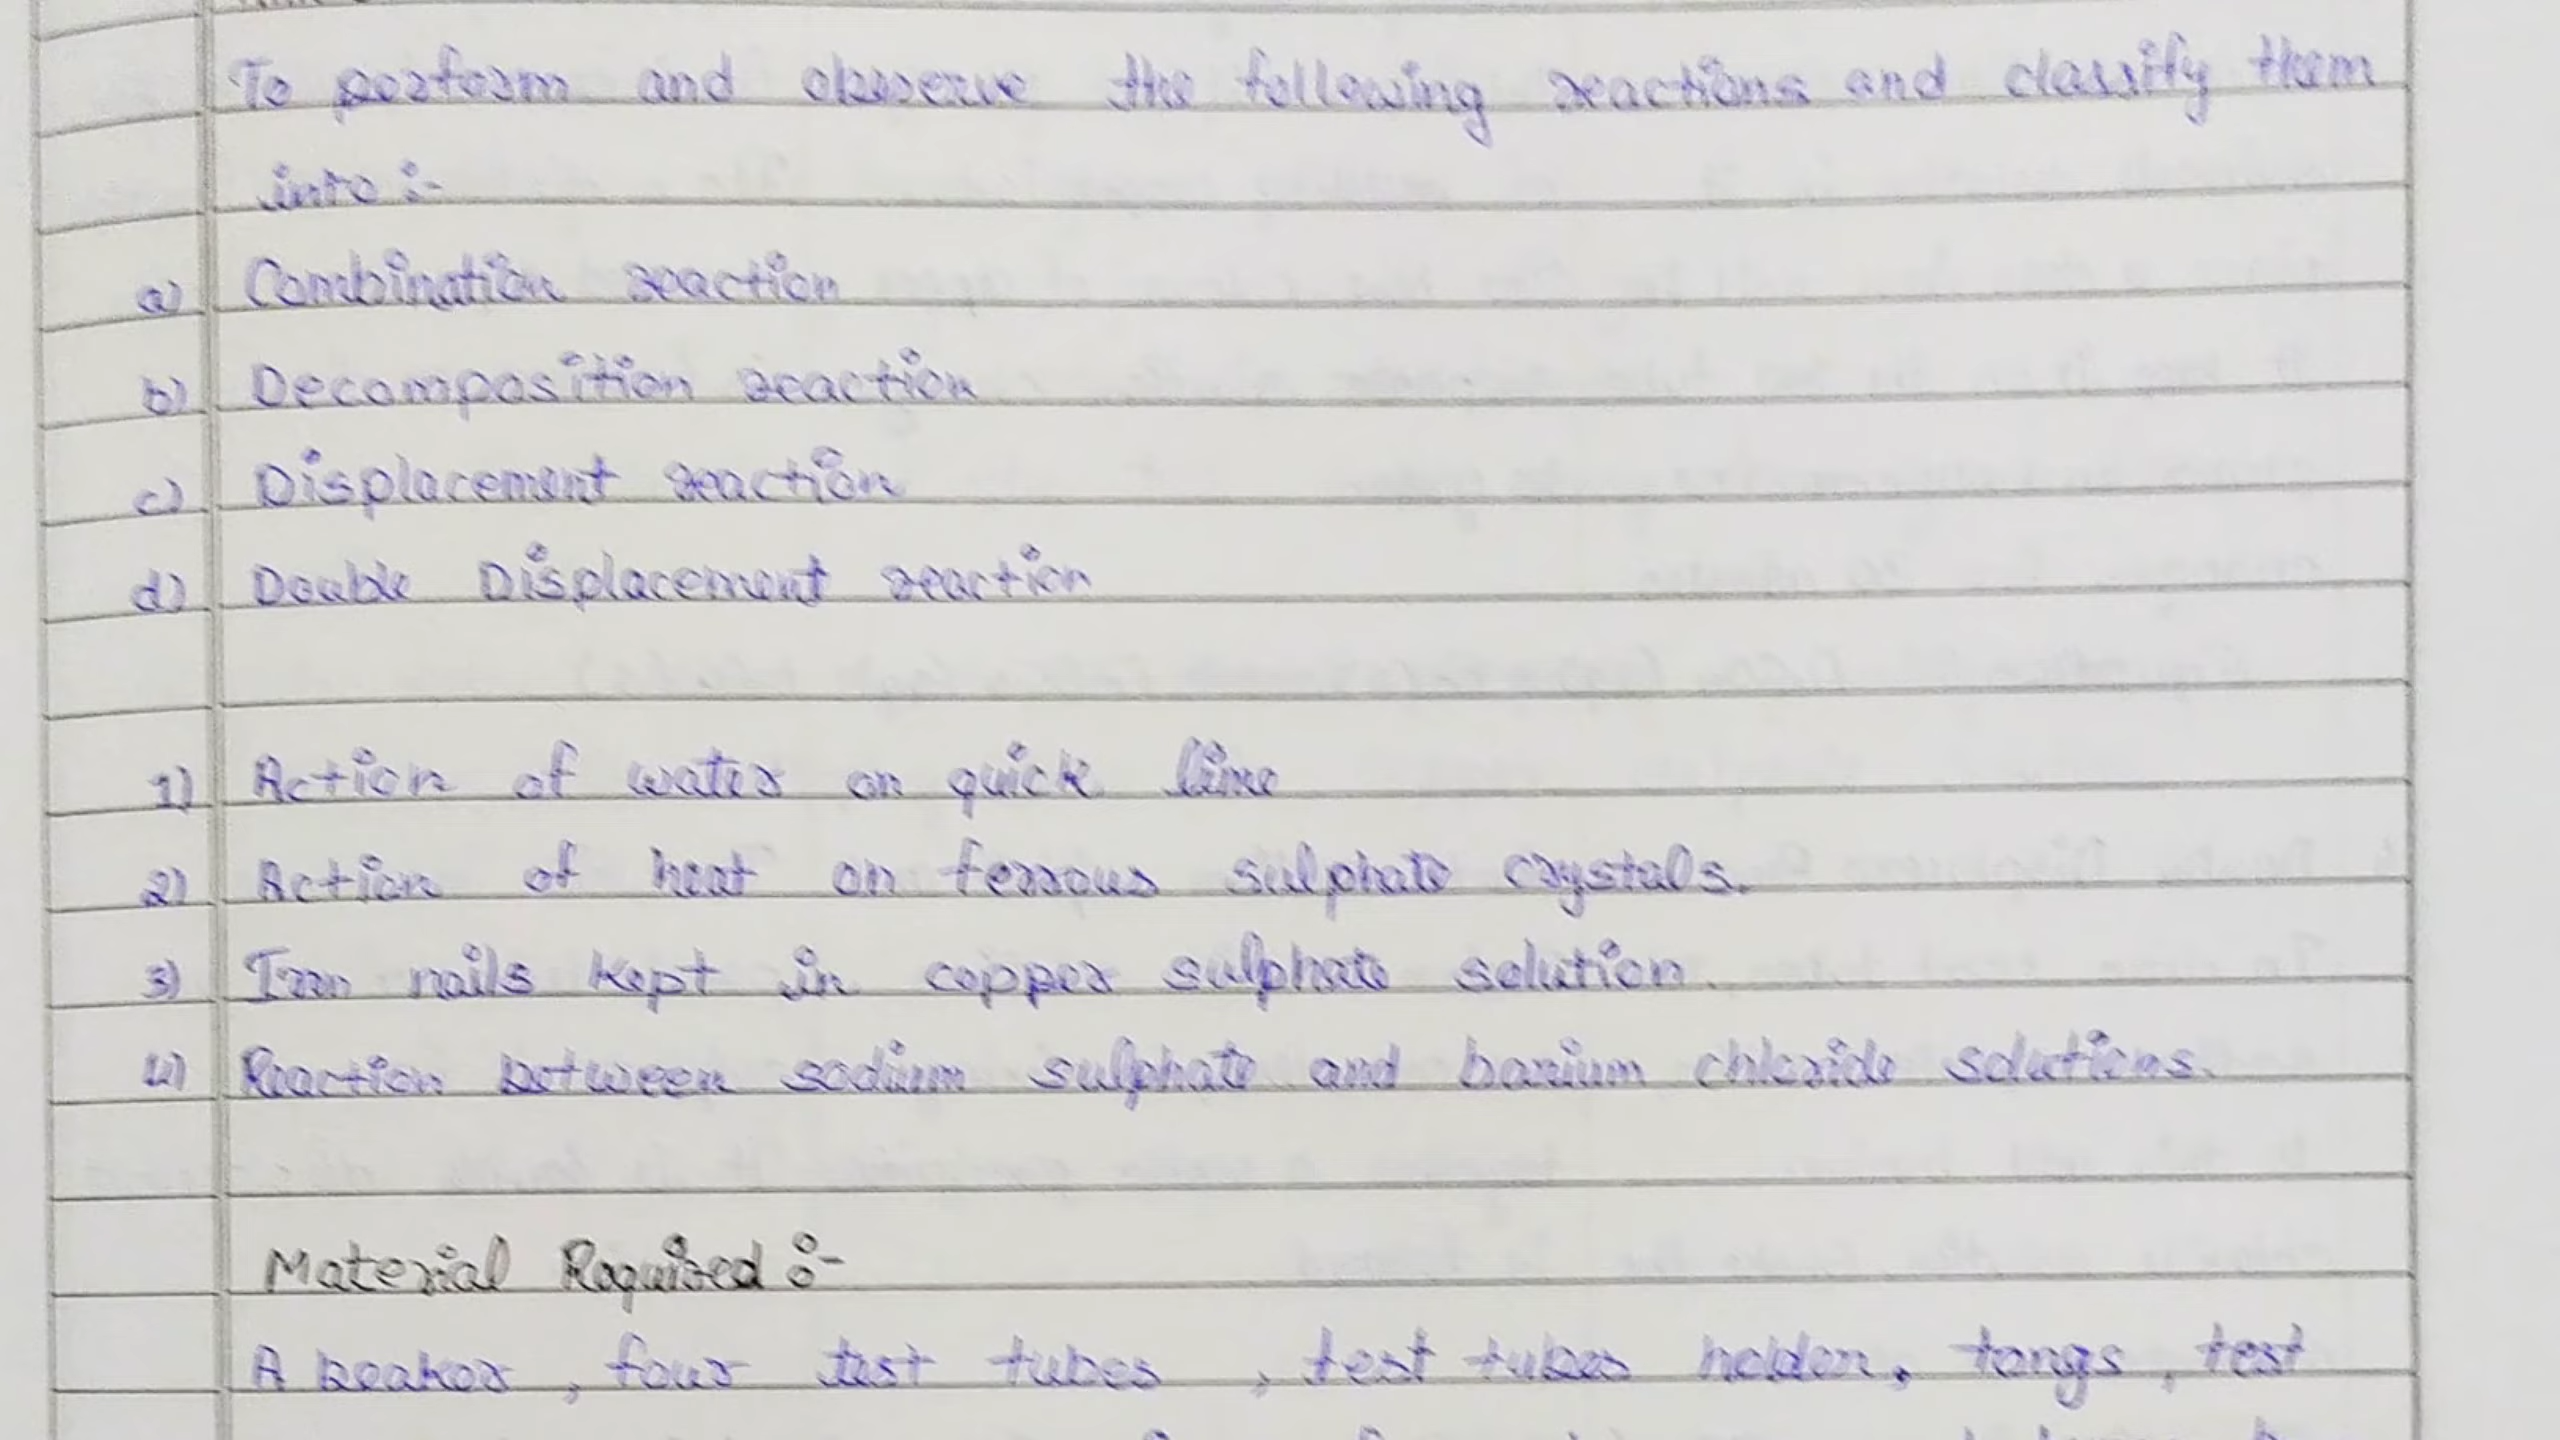 To perform and observe the following reactions and classify them
into :-
a) Combination reaction
b) Decomposition reaction
c) Displacement reaction
d) Double Displacement reaction
1) Action of water on quick lime
2) Action of heat on ferrous sulphate crystals.
3) Iron nails kept in copper sulphate solution.
4) Reaction between sodium sulphate and barium chloride solutions.
Material Required :-
A beaker, four test tubes, test tubes holder, tongs, test